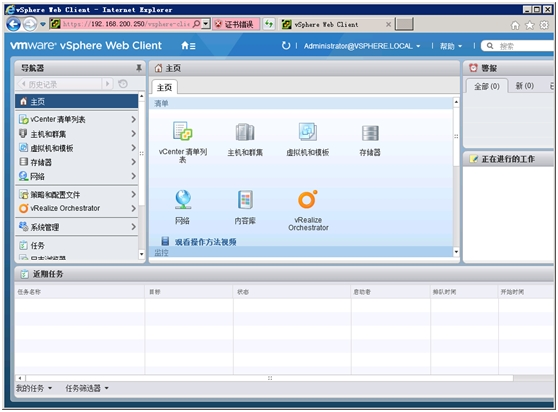 vSphere Web Client - Internet Explorer
https://192.168.200.250/vsphere-clie
证书错误
vSphere Web Client
vmware® vSphere Web Client
Administrator@VSPHERE.LOCAL
帮助
搜索
导航器
历史记录
主页
vCenter 清单列表
主机和群集
虚拟机和模板
存储器
网络
策略和配置文件
vRealize Orchestrator
系统管理
任务
日志浏览器
主页
主页
清单
vCenter 清单列
表
主机和群集
虚拟机和模板
存储器
网络
内容库
vRealize
Orchestrator
观看操作方法视频
监控
警报
全部 (0)
新 (0)
正在进行的工作
近期任务
任务名称
目标
状态
启动者
排队时间
开始时间
我的任务
任务筛选器